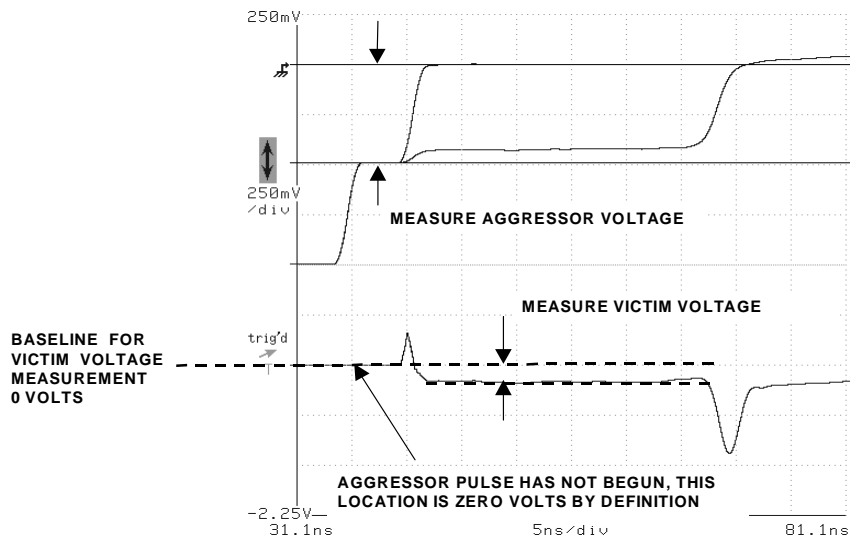 250mV
250mV
/div
MEASURE AGGRESSOR VOLTAGE
MEASURE VICTIM VOLTAGE
trig'd
BASELINE FOR
VICTIM VOLTAGE
MEASUREMENT
0 VOLTS
AGGRESSOR PULSE HAS NOT BEGUN, THIS
LOCATION IS ZERO VOLTS BY DEFINITION
-2.25V
31.1ns
5ns/div
81.1ns